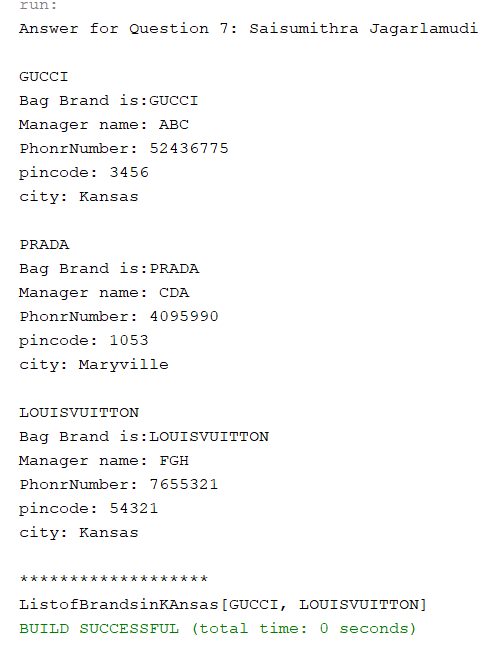 run:
Answer for Question 7: Saisumithra Jagarlamudi
GUCCI
Bag Brand is:GUCCI
Manager name: ABC
PhonrNumber: 52436775
pincode: 3456
city: Kansas
PRADA
Bag Brand is:PRADA
Manager name: CDA
PhonrNumber: 4095990
pincode: 1053
city: Maryville
LOUISVUITTON
Bag Brand is:LOUISVUITTON
Manager name: FGH
PhonrNumber: 7655321
pincode: 54321
city: Kansas
*******************
ListofBrandsinKAnsas[GUCCI, LOUISVUITTON]
BUILD SUCCESSFUL (total time: 0 seconds)